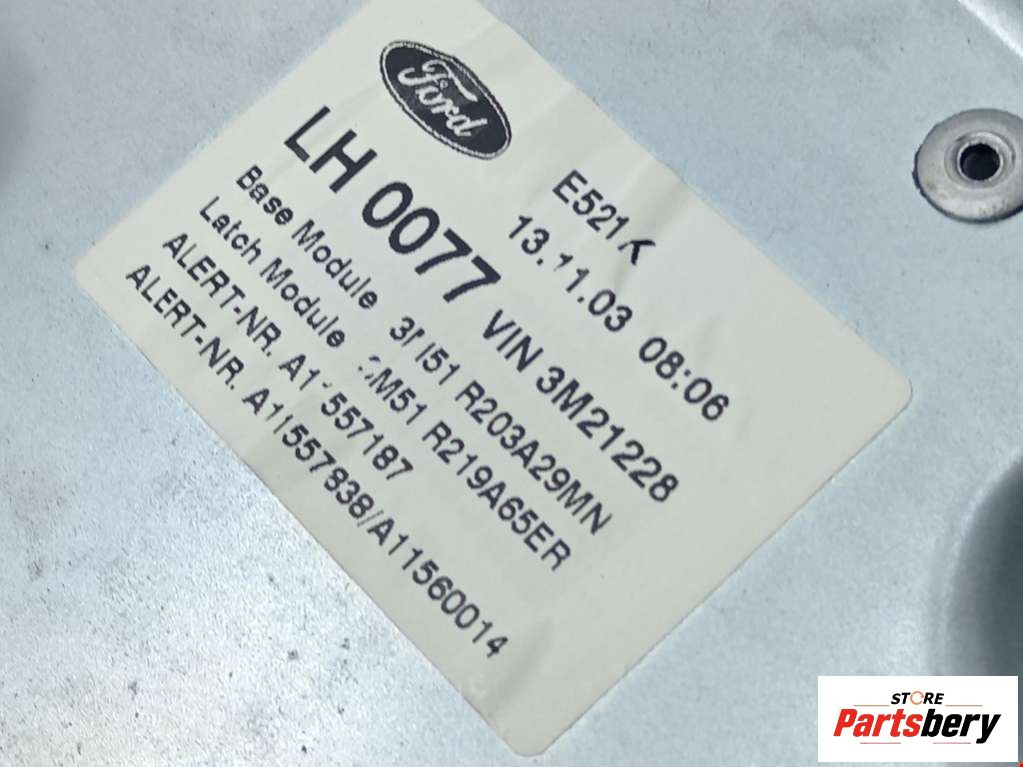 Ford
E521
13.11.03 08:06
LH 0077 VIN 3M21228
Base Module R203A29MN
Latch Module R219A65ER
ALERT-NR.
ALERT-NR. A11557838/A11560014
STORE
Partsbery